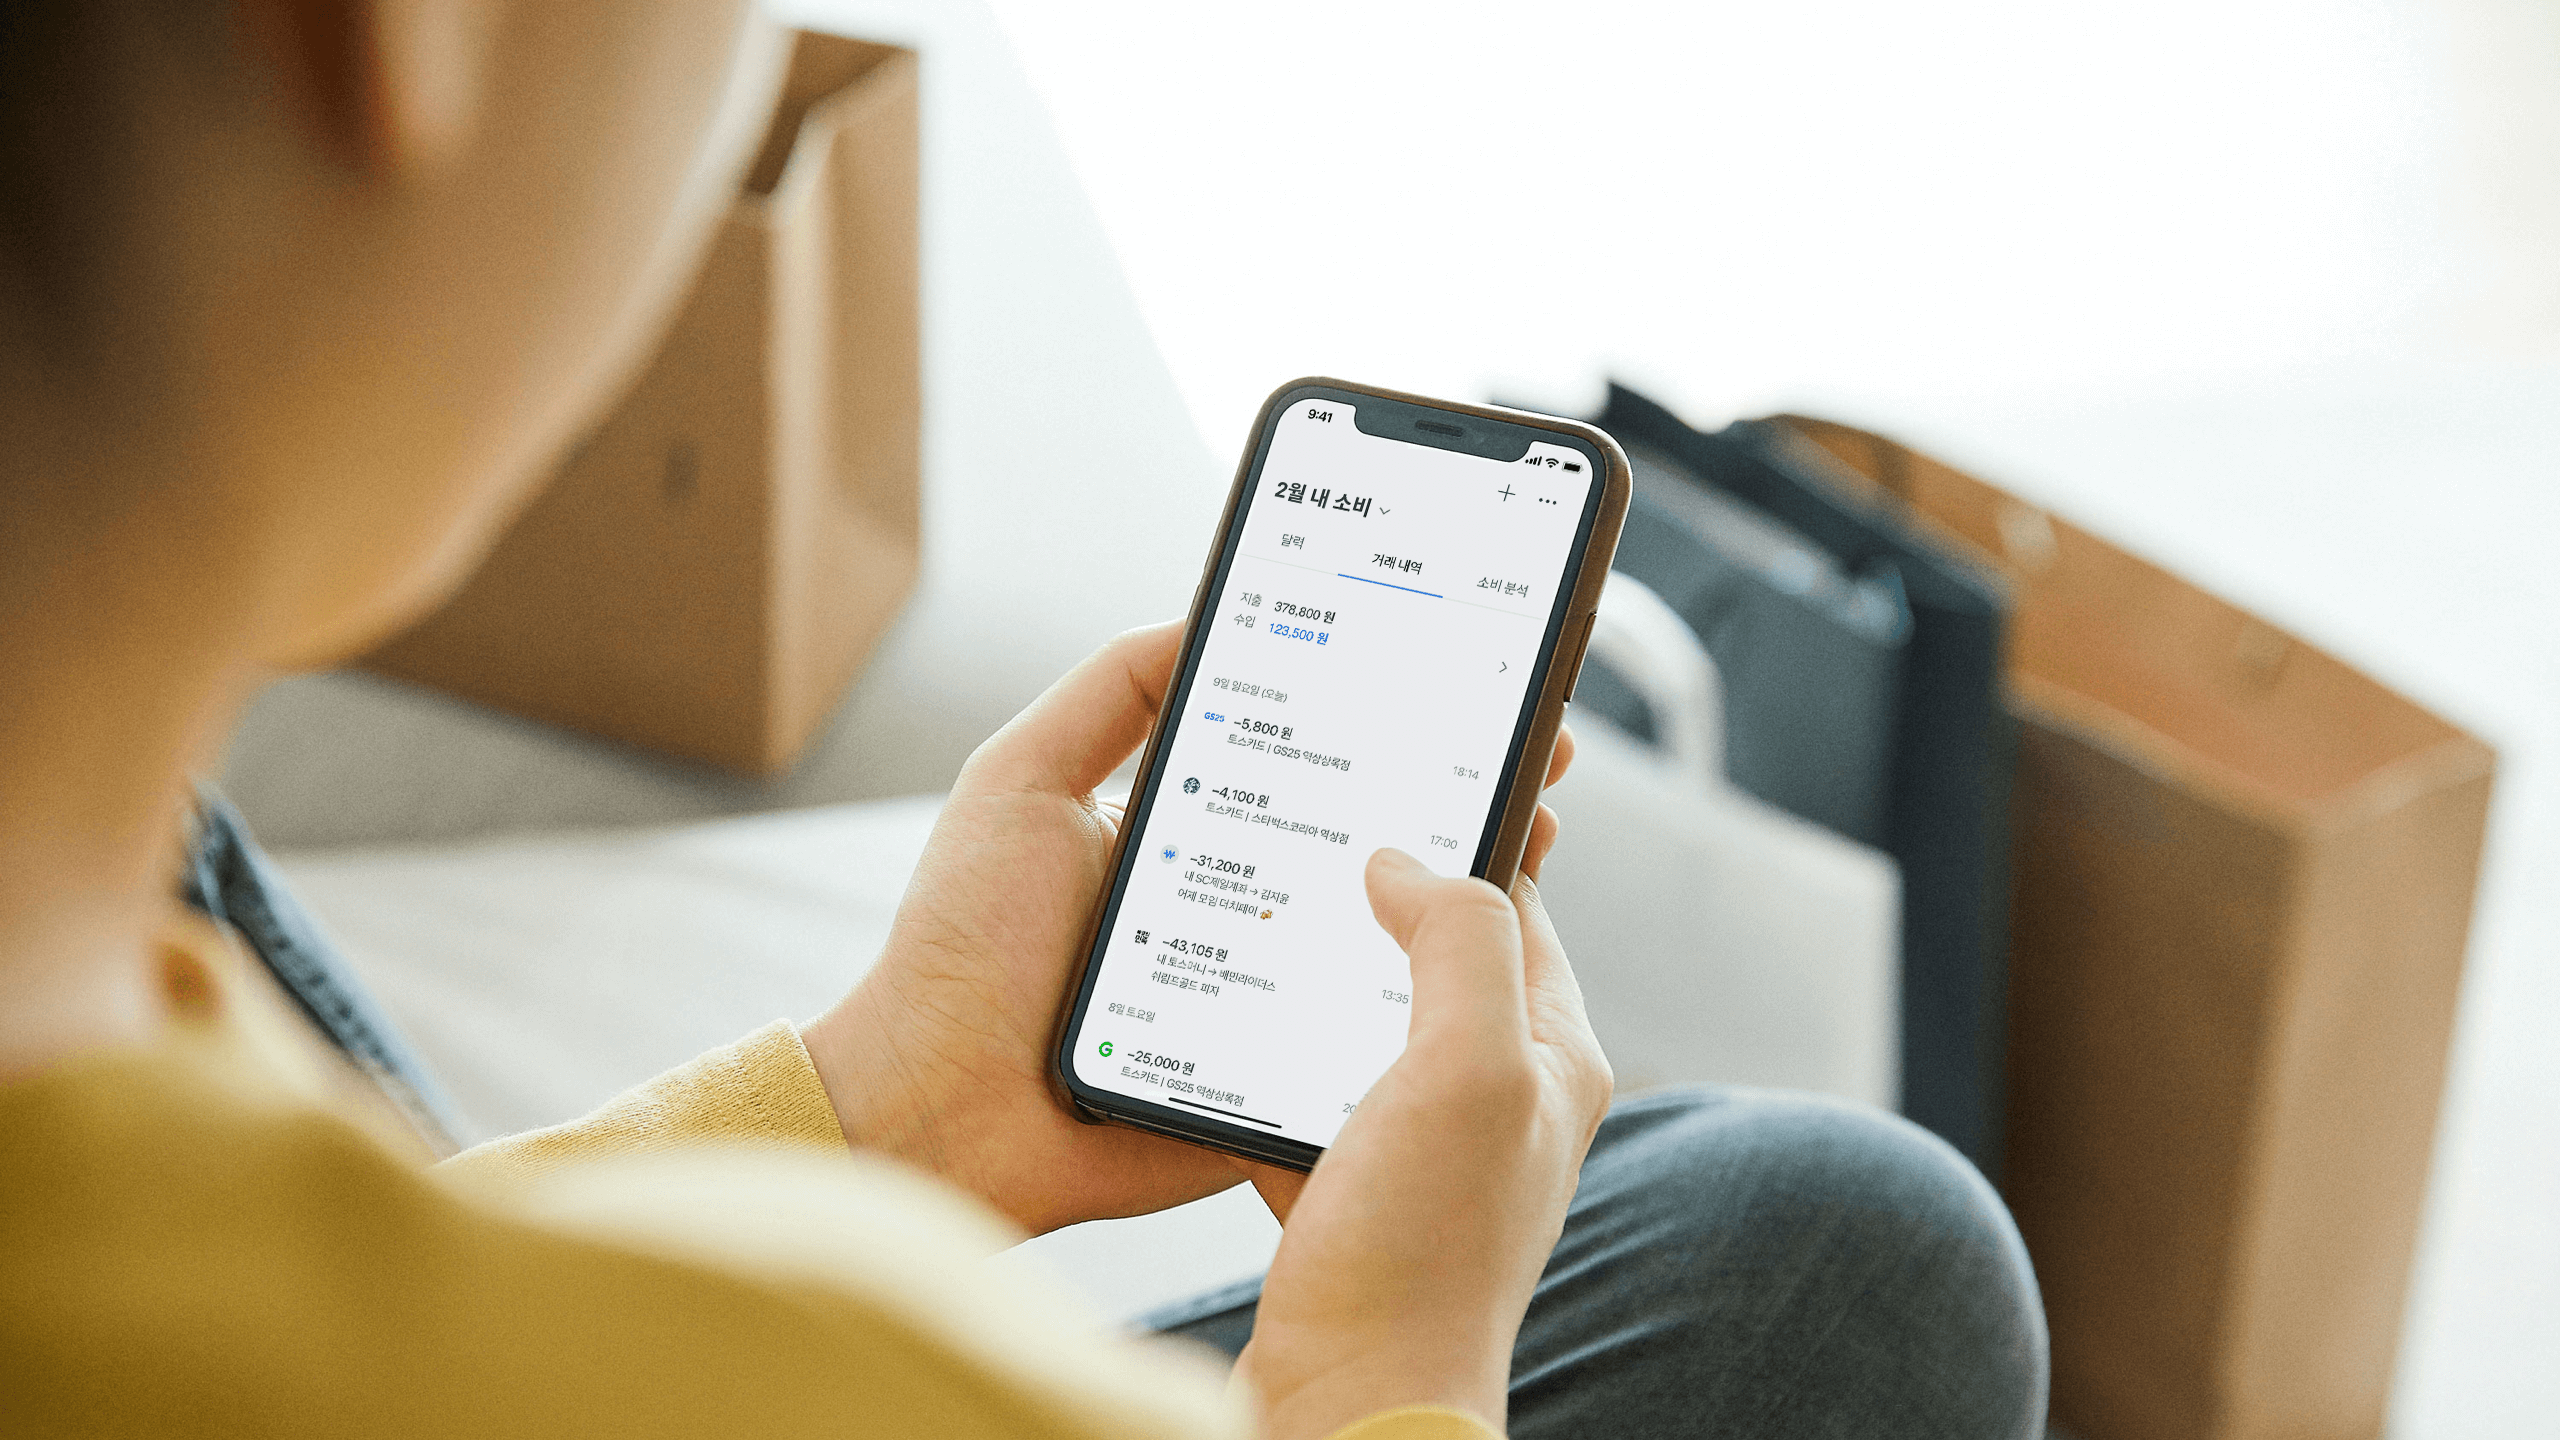 9:41
2월 내 소비
달력 거래 내역 소비 분석
지출 378,800 원
수입 123,500 원
9일 일요일 (오늘)
GS25 -5,800 원
토스카드 | GS25 역삼상록점
18:14
-4,100 원
토스카드 | 스타벅스코리아 역삼점
17:00
-31,200 원
내 SC제일계좌 → 김지윤
어제 모임 더치페이
배달의민족 -43,105 원
내 토스머니 → 배민라이더스
쉬림프골드 피자
13:35
8일 토요일
G -25,000 원
토스카드 | GS25 역삼상록점